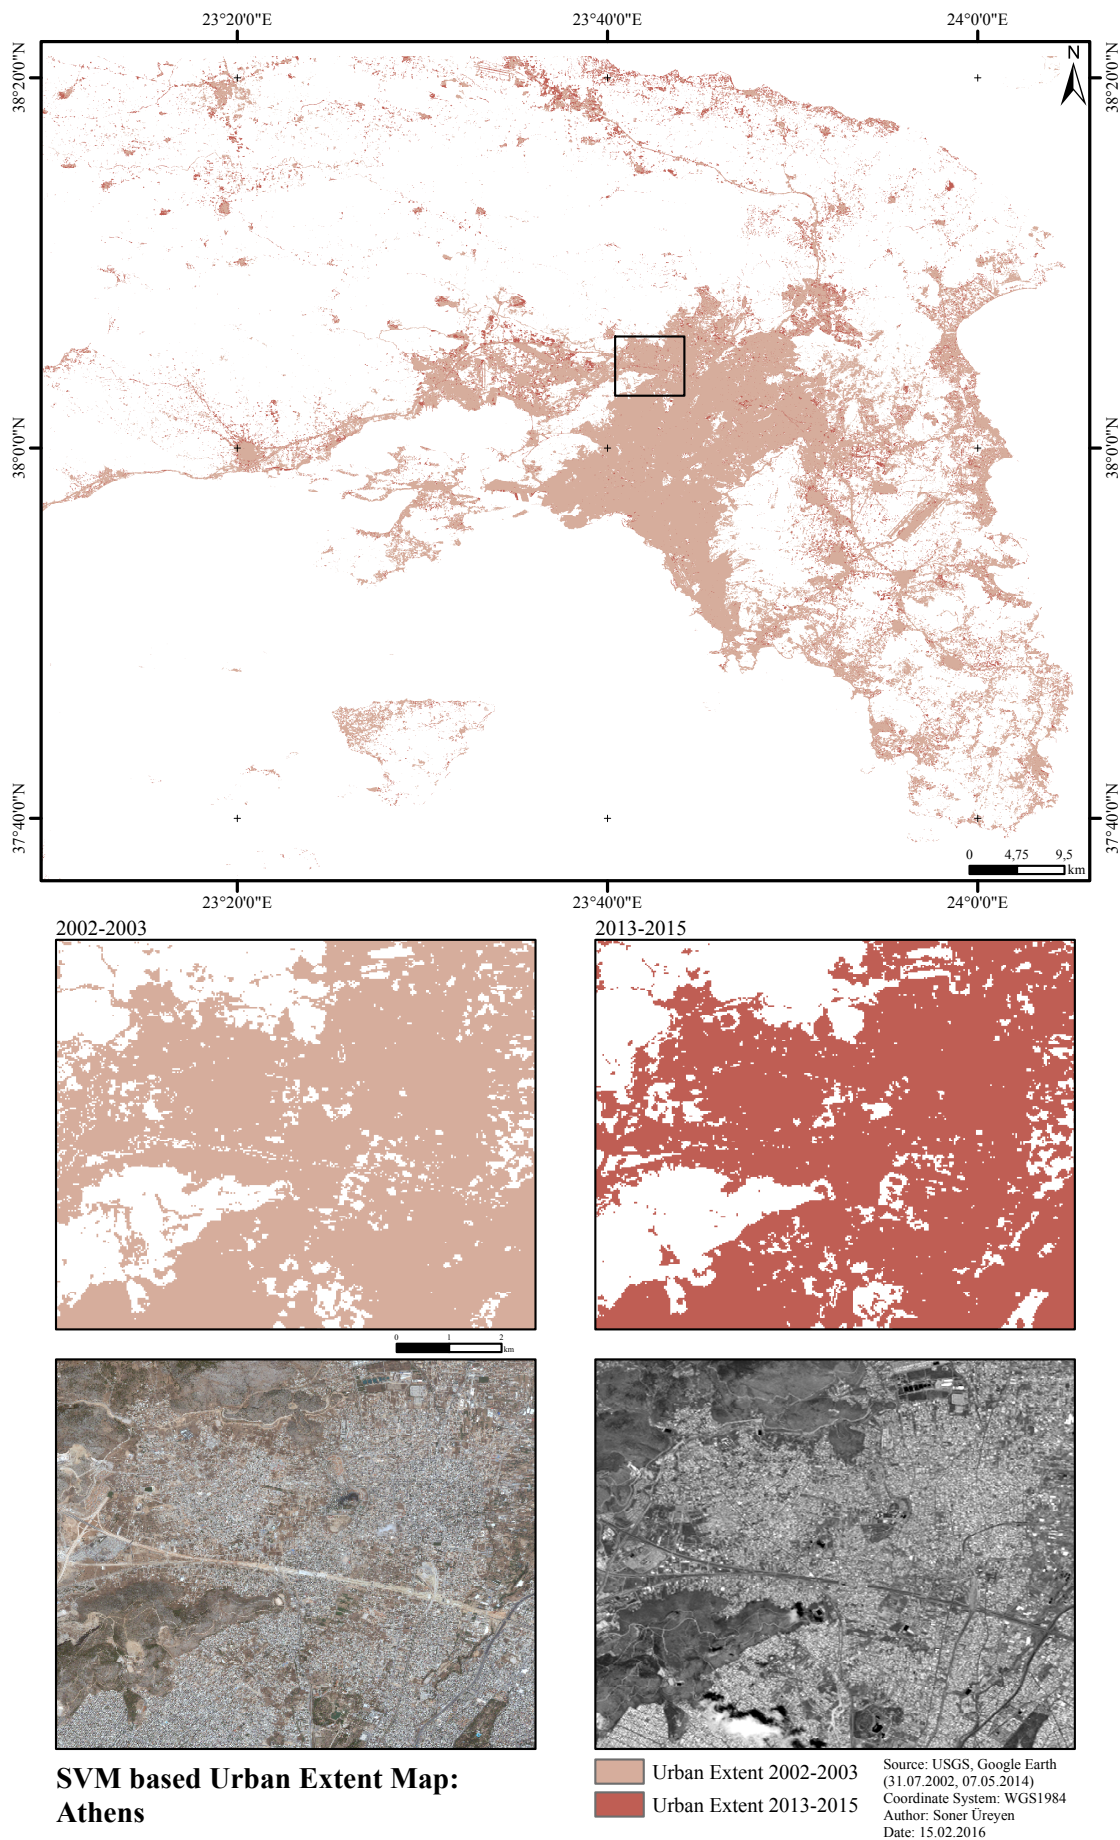 23°20'0"E 23°40'0"E 24°0'0"E
38°20'0"N 38°20'0"N
N
38°0'0"N 38°0'0"N
37°40'0"N 37°40'0"N
0 4,75 9,5
km
23°20'0"E 23°40'0"E 24°0'0"E
2002-2003 2013-2015
0 1 2
km
SVM based Urban Extent Map:
Athens
Urban Extent 2002-2003
Urban Extent 2013-2015
Source: USGS, Google Earth
(31.07.2002, 07.05.2014)
Coordinate System: WGS1984
Author: Soner Üreyen
Date: 15.02.2016